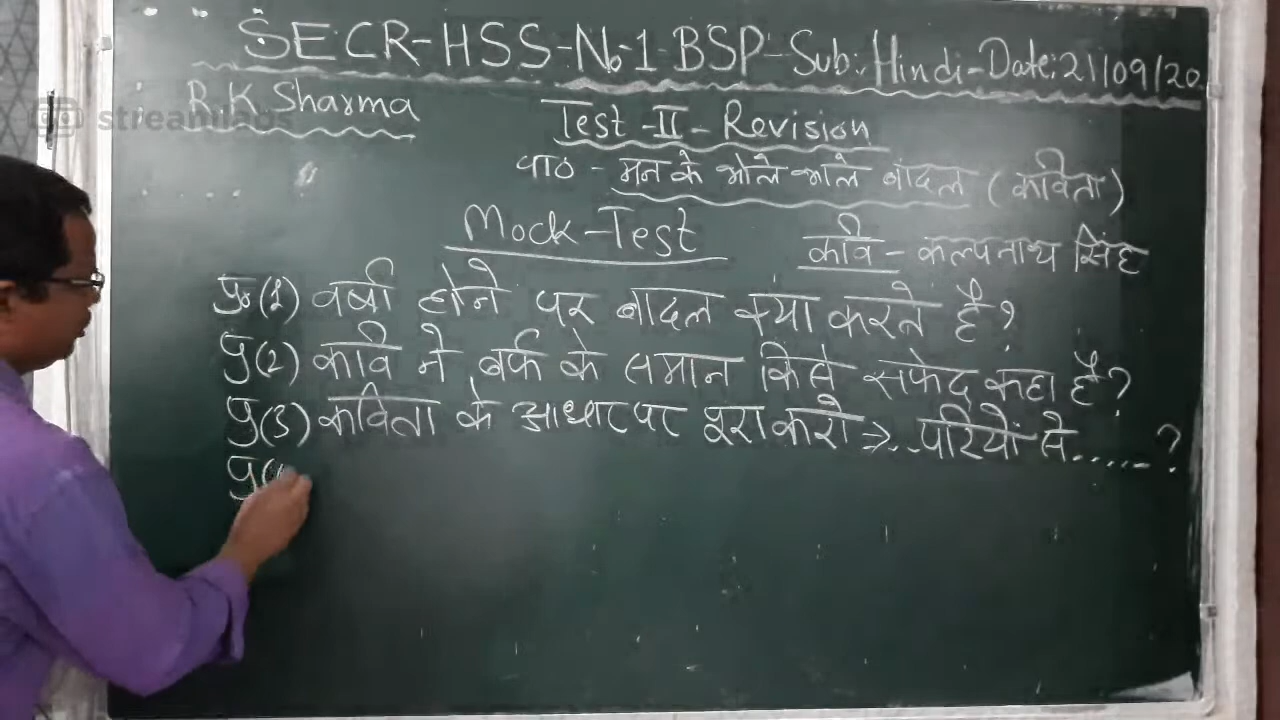 SECR-HSS-No-1-BSP-Sub:Hindi-Date:21/09/20
R.K Sharma
streamlabs
Test-II-Revision
पाठ - मन के भोले भाले बादल (कविता)
Mock-Test
कवि - कल्पनाथ सिंह
प्र०(1) वर्षा होने पर बादल क्या करते हैं?
प्र(2) कवि ने बर्फ के समान किसे सफेद कहा है?
प्र(3) कविता के आधार पर पूरा करो ⇒..परियों से......?
प्र(